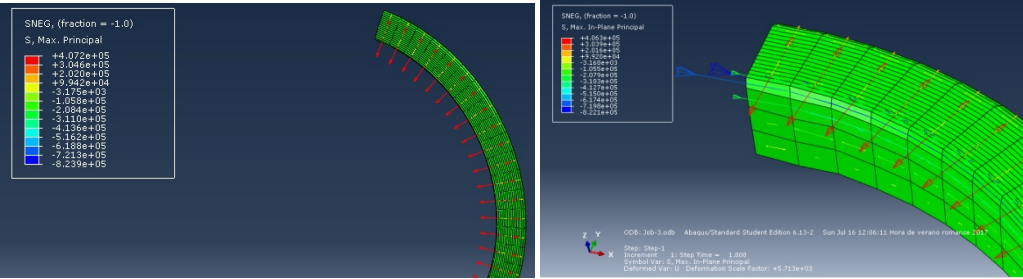 SNEG, (fraction = -1.0)
S, Max. Principal
+4.072e+05
+3.046e+05
+2.020e+05
+9.942e+04
-3.175e+03
-1.058e+05
-2.084e+05
-3.110e+05
-4.136e+05
-5.162e+05
-6.188e+05
-7.213e+05
-8.239e+05
SNEG, (fraction = -1.0)
S, Max. In-Plane Principal
+4.063e+05
+3.039e+05
+2.016e+05
+9.920e+04
-3.168e+03
-1.055e+05
-2.079e+05
-3.103e+05
-4.127e+05
-5.150e+05
-6.174e+05
-7.198e+05
-8.221e+05
Z Y
X
ODB: Job-3.odb Abaqus/Standard Student Edition 6.13-2 Sun Jul 16 12:06:11 Hora de verano romance 2017
Step: Step-1
Increment 1: Step Time = 1.000
Symbol Var: S, Max. In-Plane Principal
Deformed Var: U Deformation Scale Factor: +5.713e+03